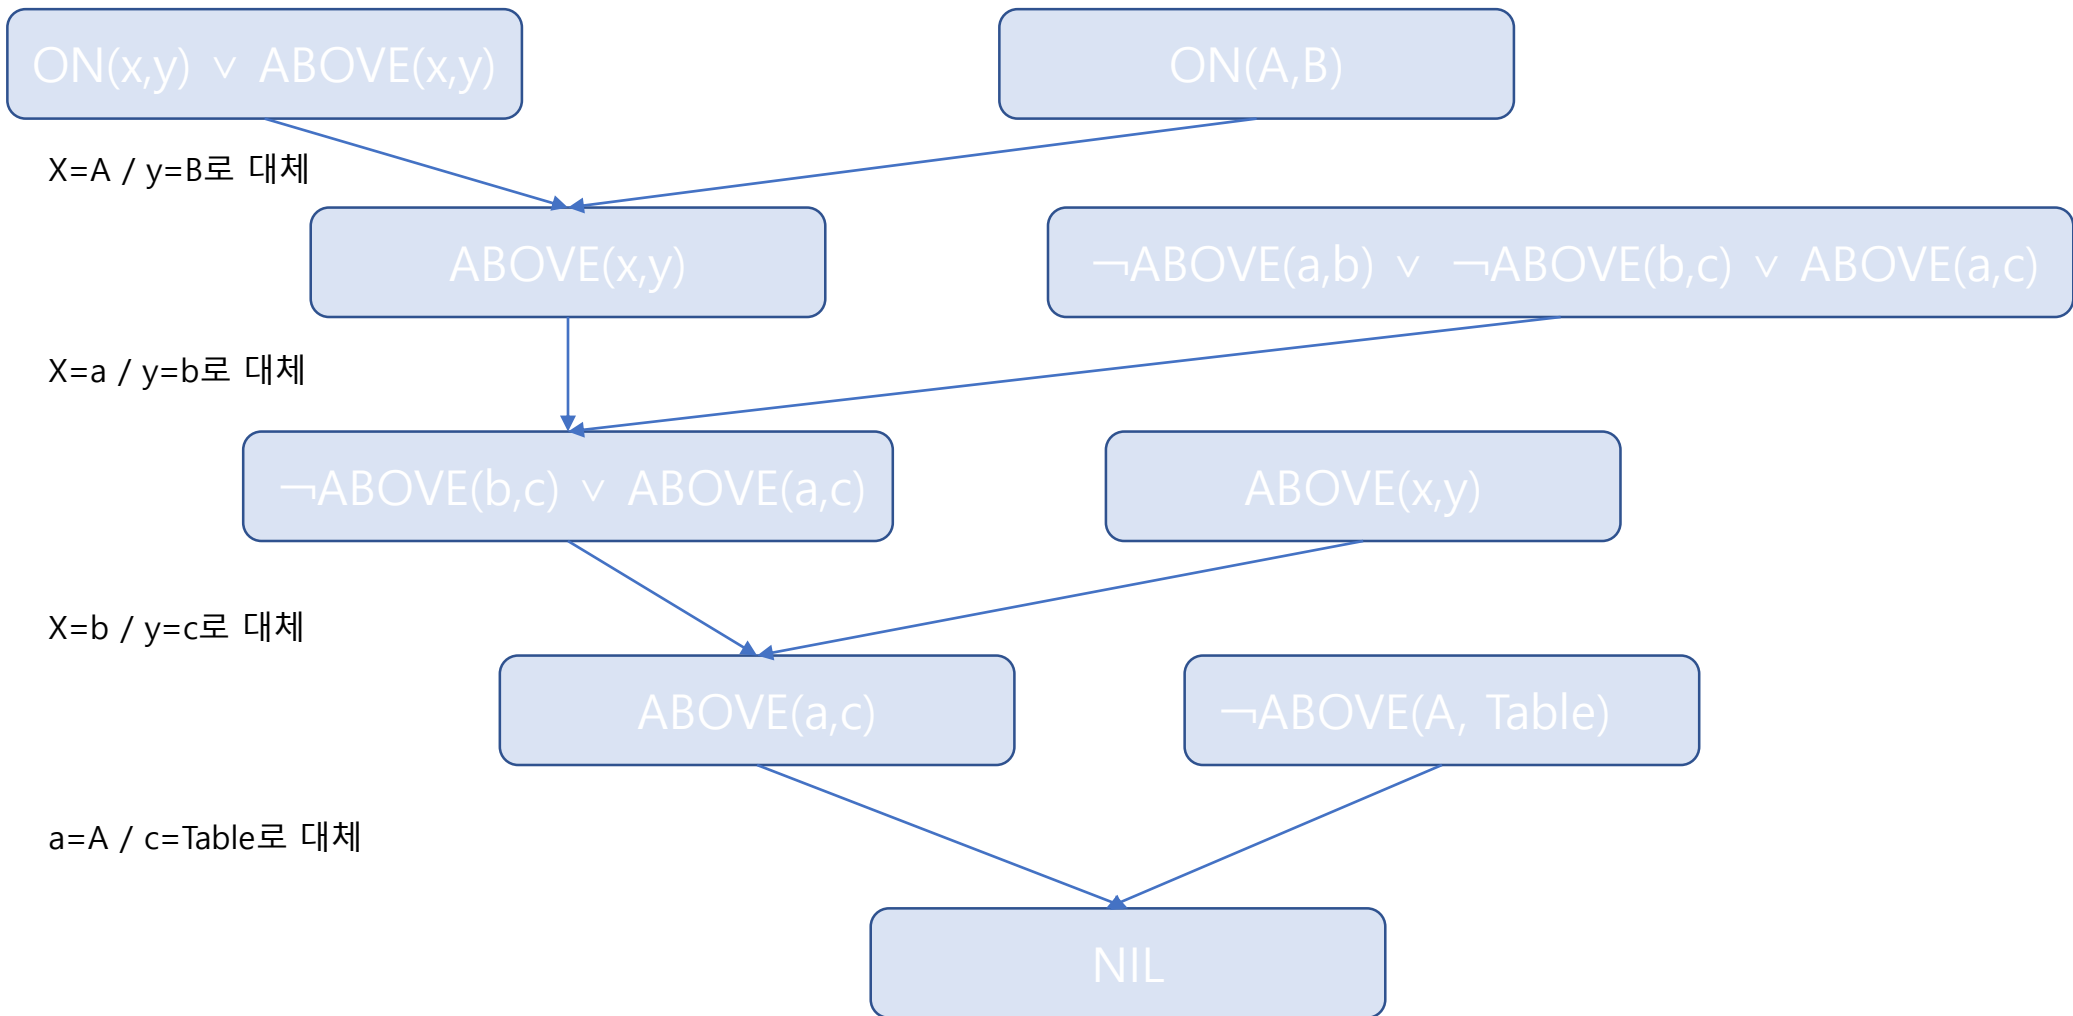 ON(x,y) ∨ ABOVE(x,y)
ON(A,B)
X=A / y=B로 대체
ABOVE(x,y)
¬ABOVE(a,b) ∨ ¬ABOVE(b,c) ∨ ABOVE(a,c)
X=a / y=b로 대체
¬ABOVE(b,c) ∨ ABOVE(a,c)
ABOVE(x,y)
X=b / y=c로 대체
ABOVE(a,c)
¬ABOVE(A, Table)
a=A / c=Table로 대체
NIL